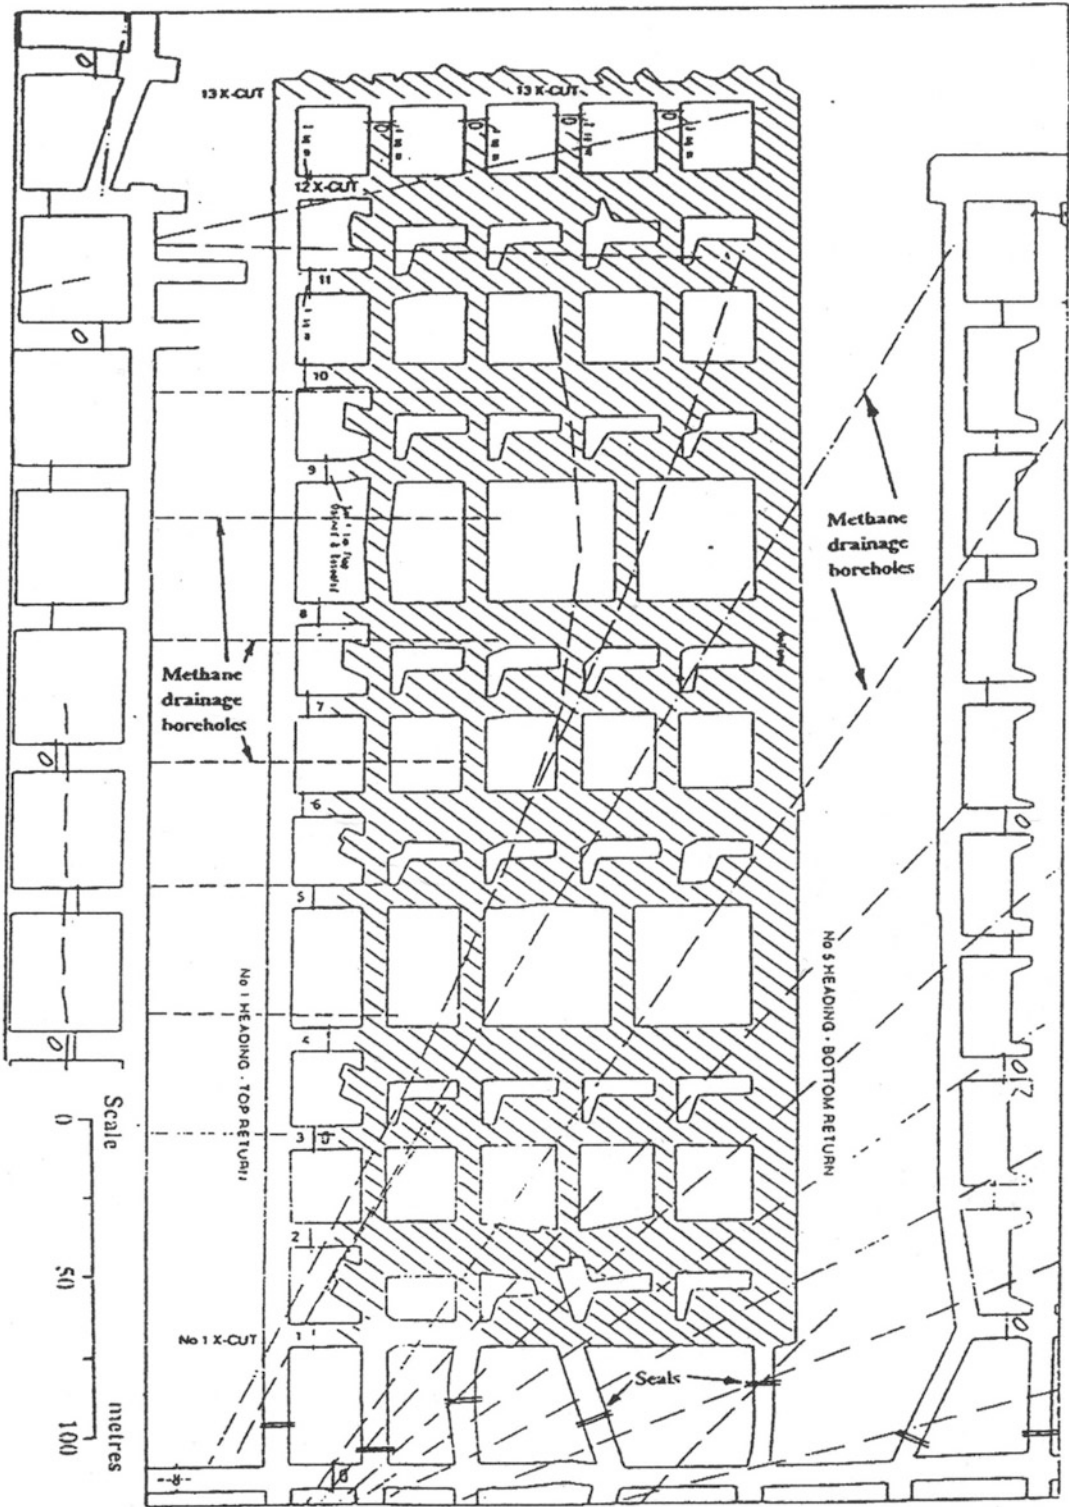 13 X-CUT
13 X-CUT
12 X-CUT
11
10
9
8
7
6
5
4
3
2
1
No 1 X-CUT
Methane
drainage
boreholes
Methane
drainage
boreholes
No 1 HEADING - TOP RETURN
No 5 HEADING - BOTTOM RETURN
Seals
Scale
0
50
100
metres